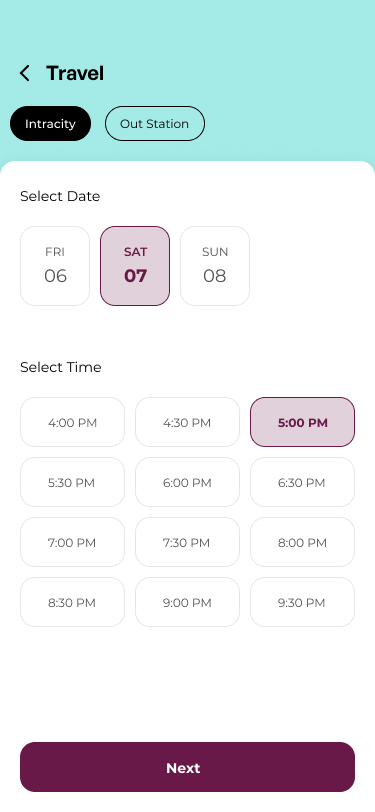 Travel
Intracity Out Station
Select Date
FRI SAT SUN
06 07 08
Select Time
4:00 PM 4:30 PM 5:00 PM
5:30 PM 6:00 PM 6:30 PM
7:00 PM 7:30 PM 8:00 PM
8:30 PM 9:00 PM 9:30 PM
Next